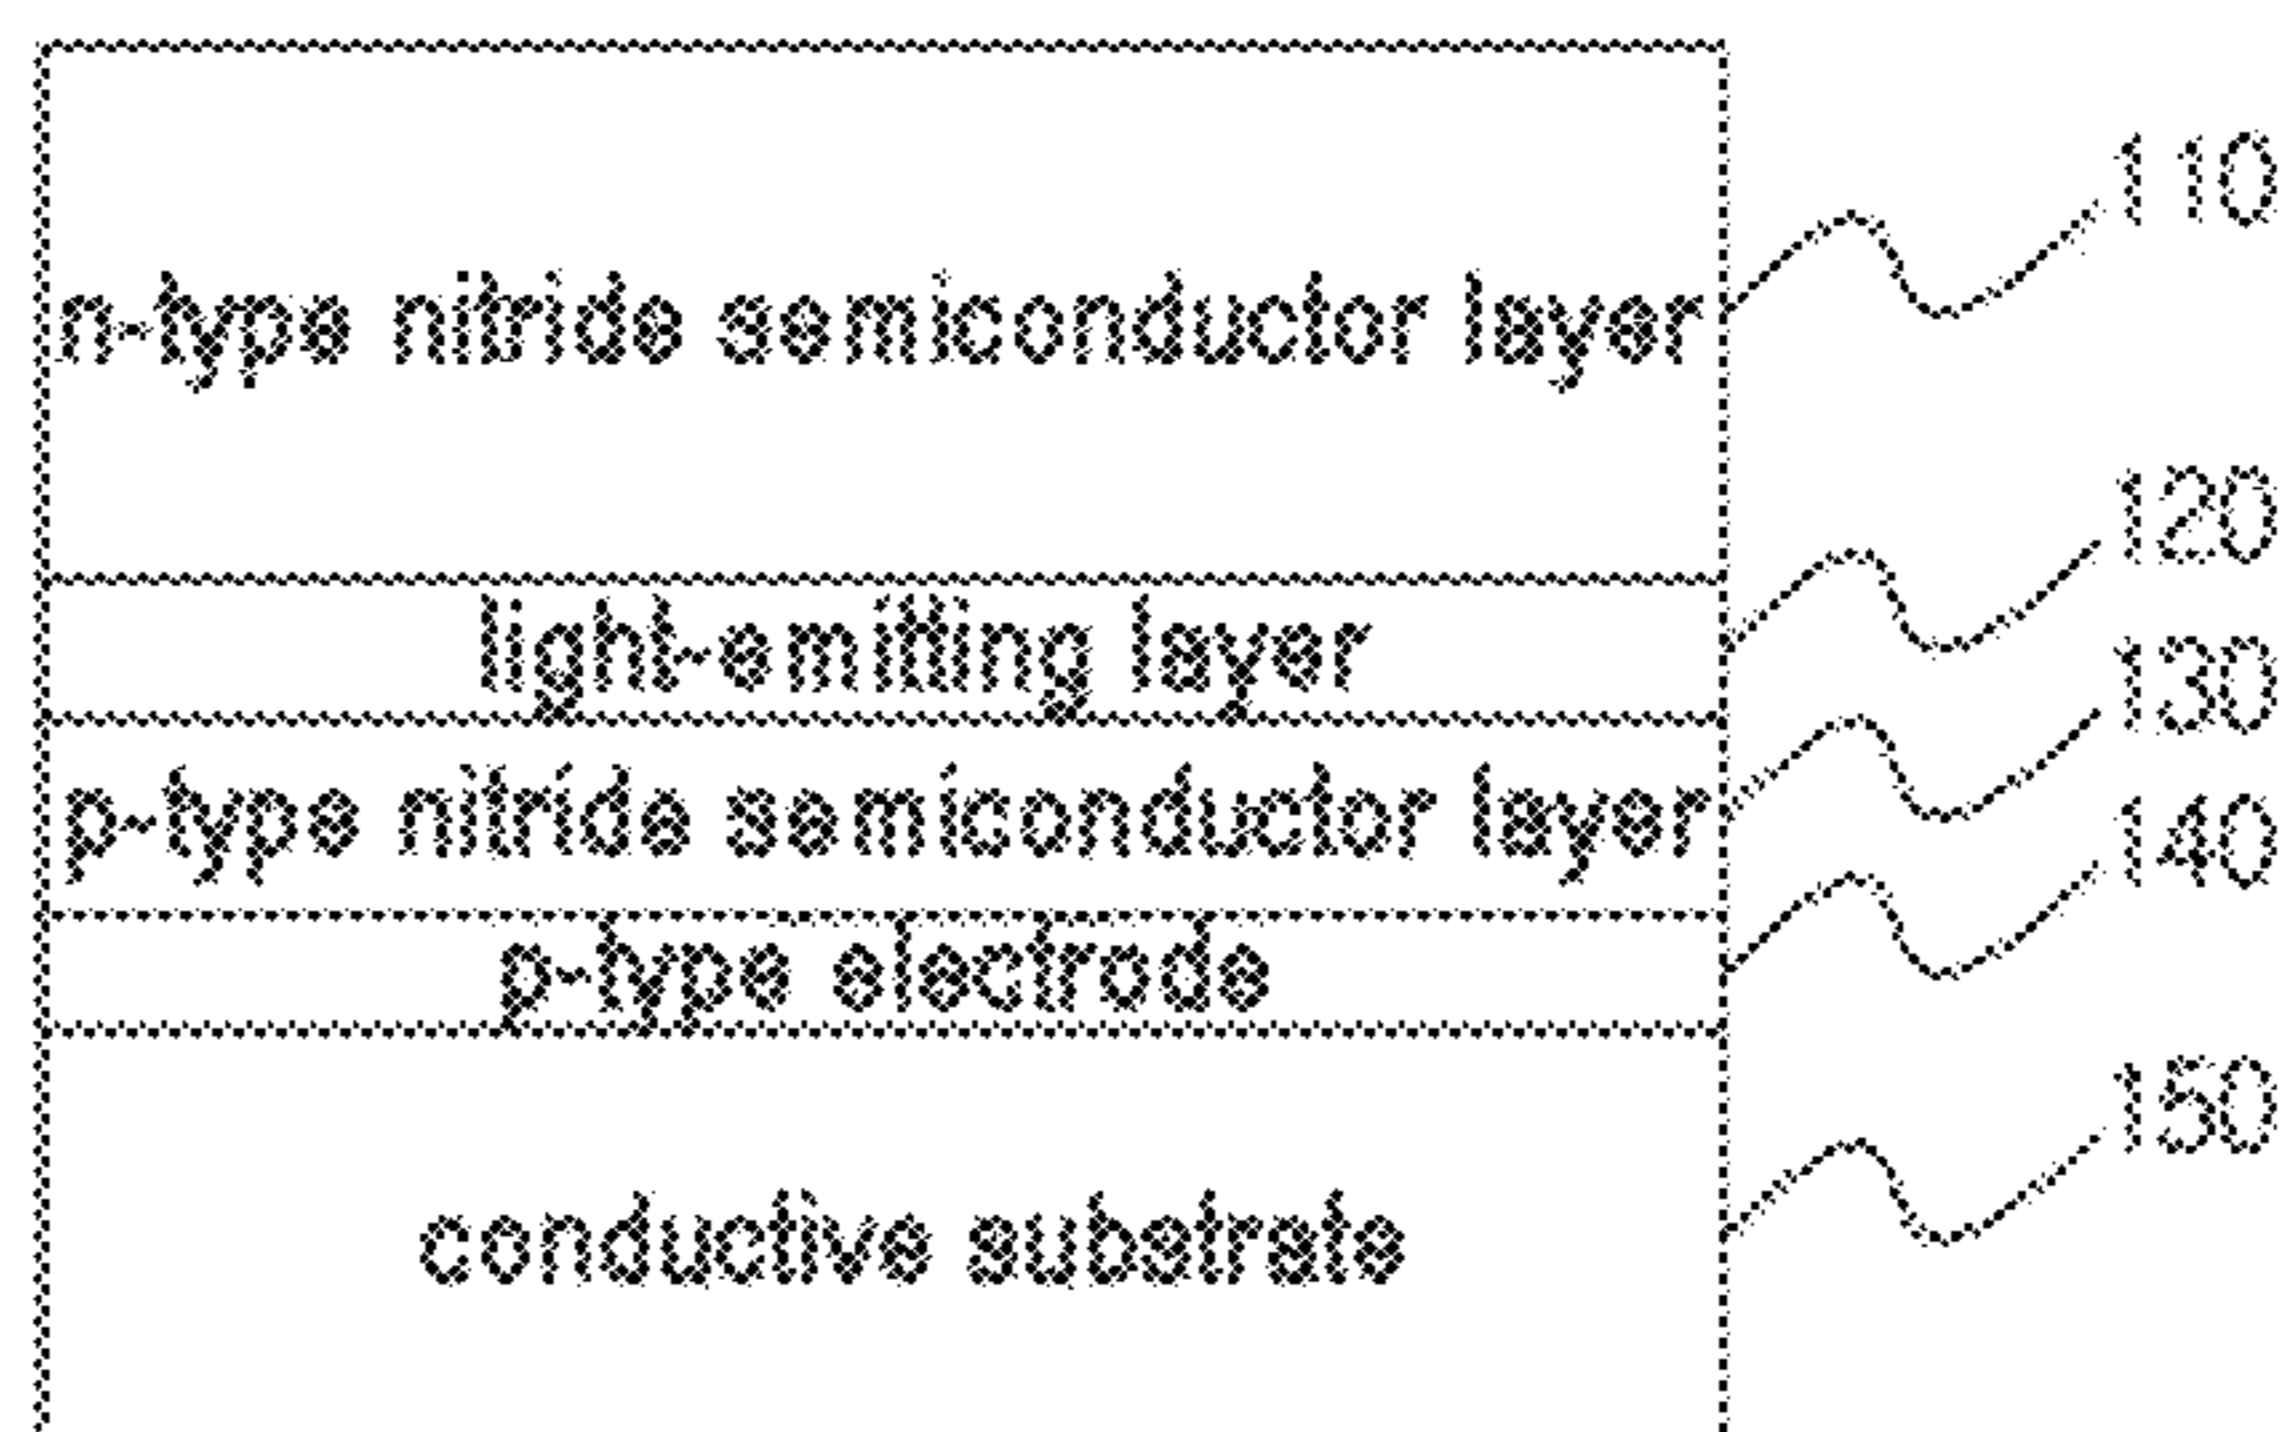 110
n-type nitride semiconductor layer
120
light-emitting layer
130
p-type nitride semiconductor layer
140
p-type electrode
150
conductive substrate